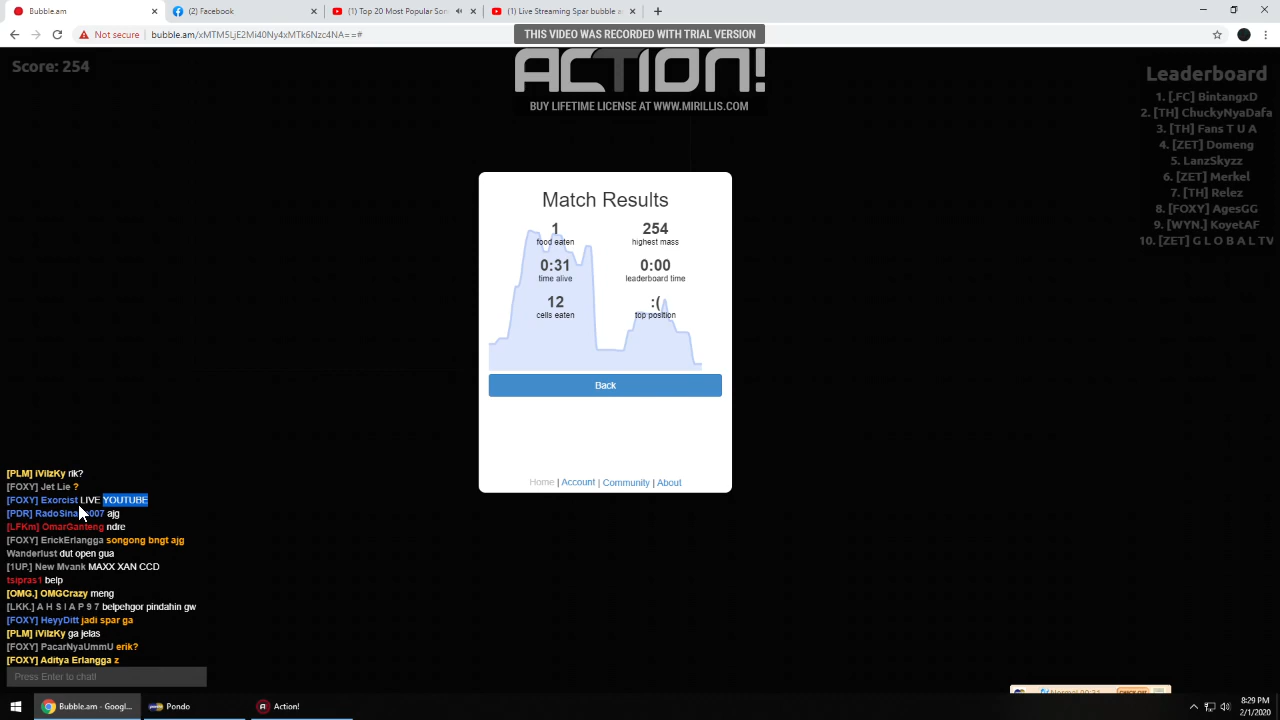 Bubble.am
(2) Facebook
(1) Top 20 Most Popular Son
(1) Live Streaming Spar bubble a
Not secure
bubble.am/xMTM5LjE2Mi40Ny4xMTk6Nzc4NA==#
THIS VIDEO WAS RECORDED WITH TRIAL VERSION
ACTION!
BUY LIFETIME LICENSE AT WWW.MIRILLIS.COM
Score: 254
Leaderboard
1. [.FC] BintangxD
2. [TH] ChuckyNyaDafa
3. [TH] Fans T U A
4. [ZET] Domeng
5. LanzSkyzz
6. [ZET] Merkel
7. [TH] Relez
8. [FOXY] AgesGG
9. [WYN.] KoyetAF
10. [ZET] G L O B A L TV
Match Results
1
food eaten
254
highest mass
0:31
time alive
0:00
leaderboard time
12
cells eaten
:(
top position
Back
Home | Account | Community | About
[PLM] iVilzKy rik?
[FOXY] Jet Lie ?
[FOXY] Exorcist LIVE YOUTUBE
[PDR] RadoSina 007 ajg
[LFKm] OmarGanteng ndre
[FOXY] ErickErlangga songong bngt ajg
Wanderlust dut open gua
[1UP.] New Mvank MAXX XAN CCD
tsipras1 belp
[OMG.] OMGCrazy meng
[LKK.] A H S I A P 9 7 belpehgor pindahin gw
[FOXY] HeyyDitt jadi spar ga
[PLM] iVilzKy ga jelas
[FOXY] PacarNyaUmmU erik?
[FOXY] Aditya Erlangga z
Press Enter to chat!
Bubble.am - Googl...
Pondo
Action!
8:29 PM
2/1/2020